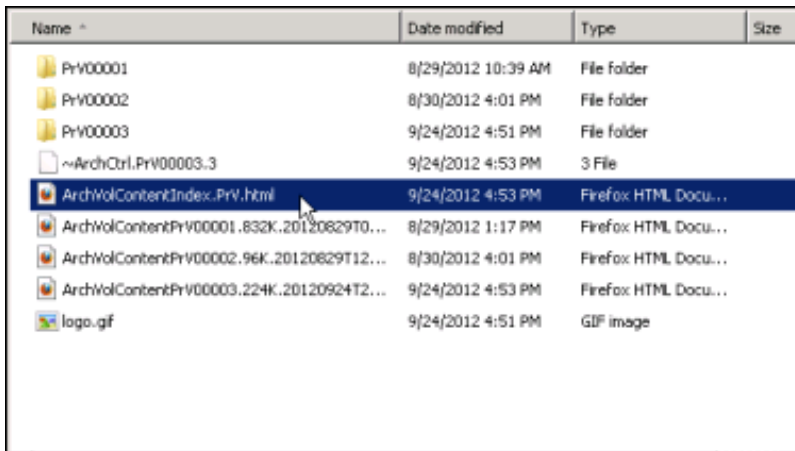 Name Date modified Type Size
PrV00001 8/29/2012 10:39 AM File folder
PrV00002 8/30/2012 4:01 PM File folder
PrV00003 9/24/2012 4:51 PM File folder
~ArchCtrl.PrV00003.3 9/24/2012 4:53 PM 3 File
ArchVolContentIndex.PrV.html 9/24/2012 4:53 PM Firefox HTML Docu...
ArchVolContentPrV00001.832K.20120829T0... 8/29/2012 1:17 PM Firefox HTML Docu...
ArchVolContentPrV00002.96K.20120829T12... 8/30/2012 4:01 PM Firefox HTML Docu...
ArchVolContentPrV00003.224K.20120924T2... 9/24/2012 4:53 PM Firefox HTML Docu...
logo.gif 9/24/2012 4:51 PM GIF image